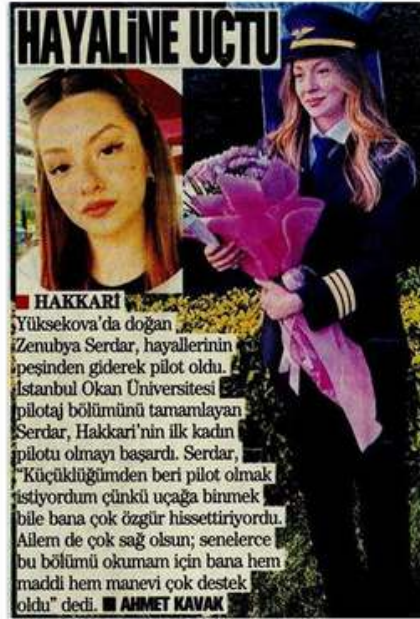 HAYALİNE UÇTU
■ HAKKARİ
Yüksekova’da doğan
Zenubya Serdar, hayallerinin
peşinden giderek pilot oldu.
İstanbul Okan Üniversitesi
pilotaj bölümünü tamamlayan
Serdar, Hakkari’nin ilk kadın
pilotu olmayı başardı. Serdar,
“Küçüklüğümden beri pilot olmak
istiyordum çünkü uçağa binmek
bile bana çok özgür hissettiriyordu.
Ailem de çok sağ olsun; senelerce
bu bölümü okumam için bana hem
maddi hem manevi çok destek
oldu” dedi. ■ AHMET KAVAK